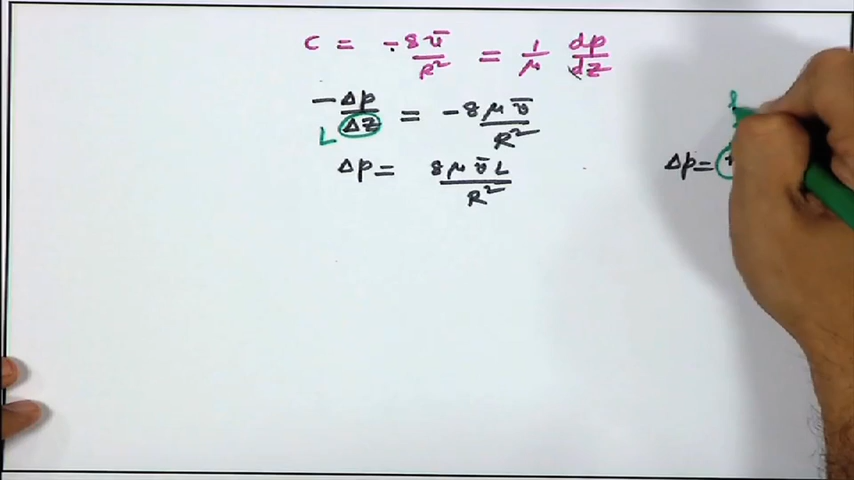 C = -8v̄/R² = 1/μ dp/dz
-Δp/Δz = -8μv̄/R²
L
Δp = 8μv̄L/R²
Δp =